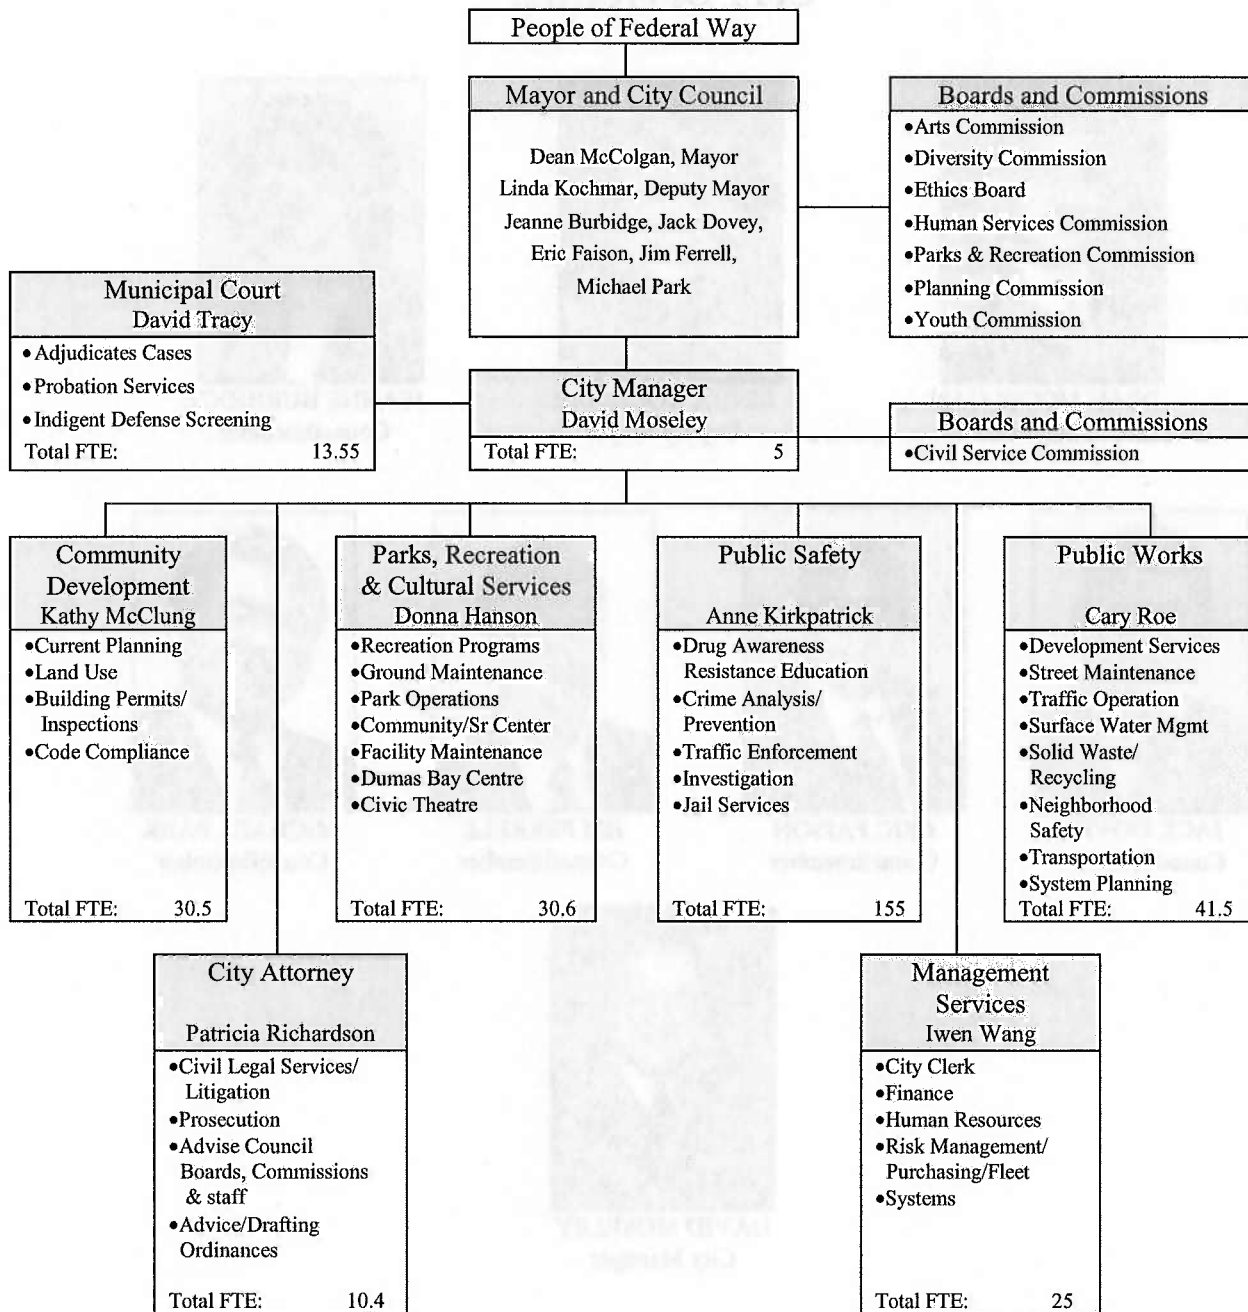 People of Federal Way
Mayor and City Council
Dean McColgan, Mayor
Linda Kochmar, Deputy Mayor
Jeanne Burbidge, Jack Dovey,
Eric Faison, Jim Ferrell,
Michael Park
Boards and Commissions
•Arts Commission
•Diversity Commission
•Ethics Board
•Human Services Commission
•Parks & Recreation Commission
•Planning Commission
•Youth Commission
Municipal Court
David Tracy
• Adjudicates Cases
• Probation Services
• Indigent Defense Screening
Total FTE: 13.55
City Manager
David Moseley
Total FTE: 5
Boards and Commissions
•Civil Service Commission
Community
Development
Kathy McClung
•Current Planning
•Land Use
•Building Permits/
Inspections
•Code Compliance
Total FTE: 30.5
Parks, Recreation
& Cultural Services
Donna Hanson
•Recreation Programs
•Ground Maintenance
•Park Operations
•Community/Sr Center
•Facility Maintenance
•Dumas Bay Centre
•Civic Theatre
Total FTE: 30.6
Public Safety
Anne Kirkpatrick
•Drug Awareness
Resistance Education
•Crime Analysis/
Prevention
•Traffic Enforcement
•Investigation
•Jail Services
Total FTE: 155
Public Works
Cary Roe
•Development Services
•Street Maintenance
•Traffic Operation
•Surface Water Mgmt
•Solid Waste/
Recycling
•Neighborhood
Safety
•Transportation
•System Planning
Total FTE: 41.5
City Attorney
Patricia Richardson
•Civil Legal Services/
Litigation
•Prosecution
•Advise Council
Boards, Commissions
& staff
•Advice/Drafting
Ordinances
Total FTE: 10.4
Management
Services
Iwen Wang
•City Clerk
•Finance
•Human Resources
•Risk Management/
Purchasing/Fleet
•Systems
Total FTE: 25